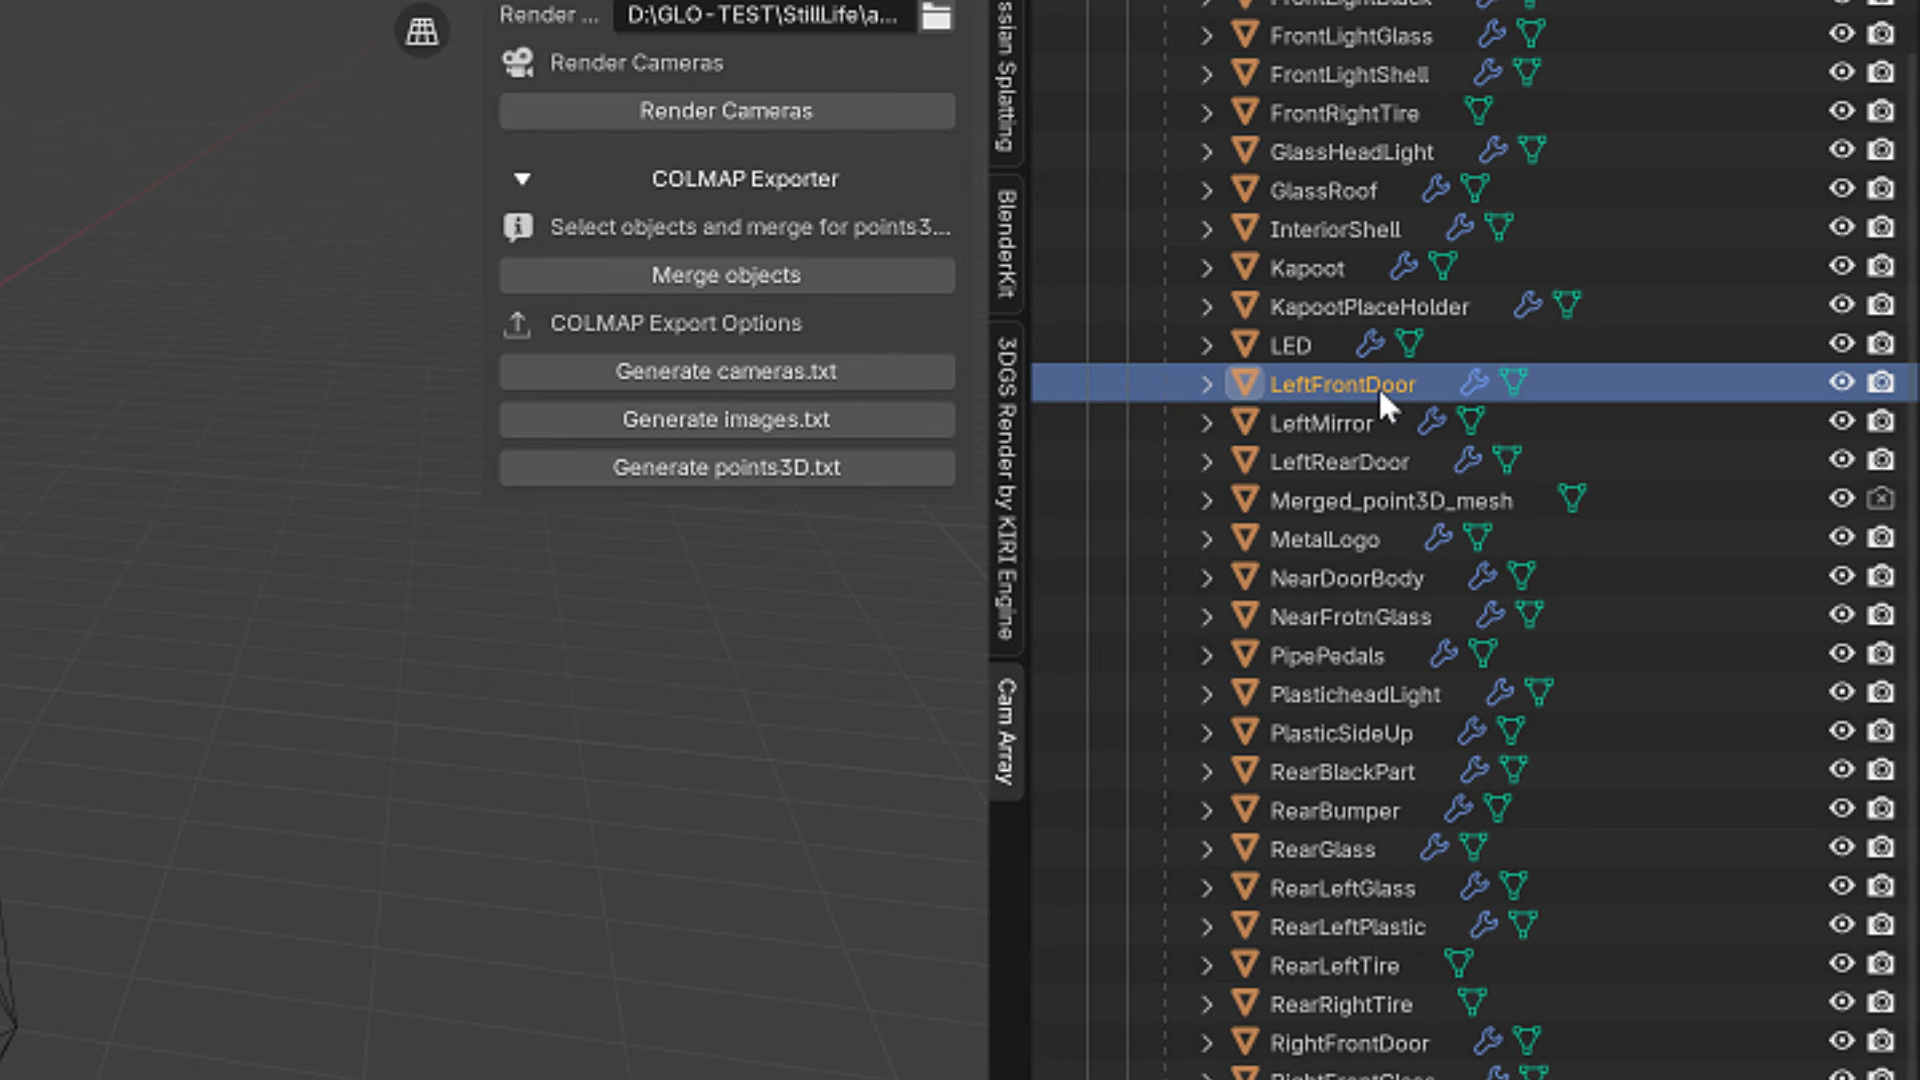 Render ...
D:\GLO-TEST\StillLife\a...
Render Cameras
Render Cameras
COLMAP Exporter
Select objects and merge for points3...
Merge objects
COLMAP Export Options
Generate cameras.txt
Generate images.txt
Generate points3D.txt
ssian Splatting
BlenderKit
3DGS Render by KIRI Engine
Cam Array
FrontLightBlack
FrontLightGlass
FrontLightShell
FrontRightTire
GlassHeadLight
GlassRoof
InteriorShell
Kapoot
KapootPlaceHolder
LED
LeftFrontDoor
LeftMirror
LeftRearDoor
Merged_point3D_mesh
MetalLogo
NearDoorBody
NearFrotnGlass
PipePedals
PlasticheadLight
PlasticSideUp
RearBlackPart
RearBumper
RearGlass
RearLeftGlass
RearLeftPlastic
RearLeftTire
RearRightTire
RightFrontDoor